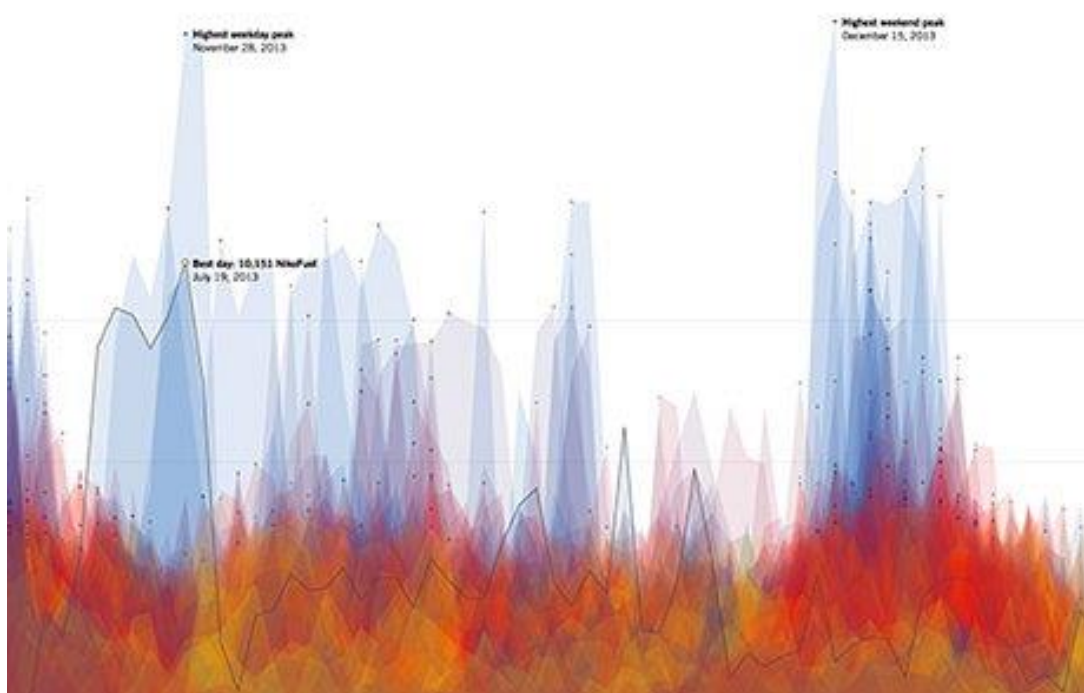 Highest weekday peak
November 28, 2013
Highest weekend peak
December 15, 2013
Best day: 10,151 NikeFuel
July 19, 2013